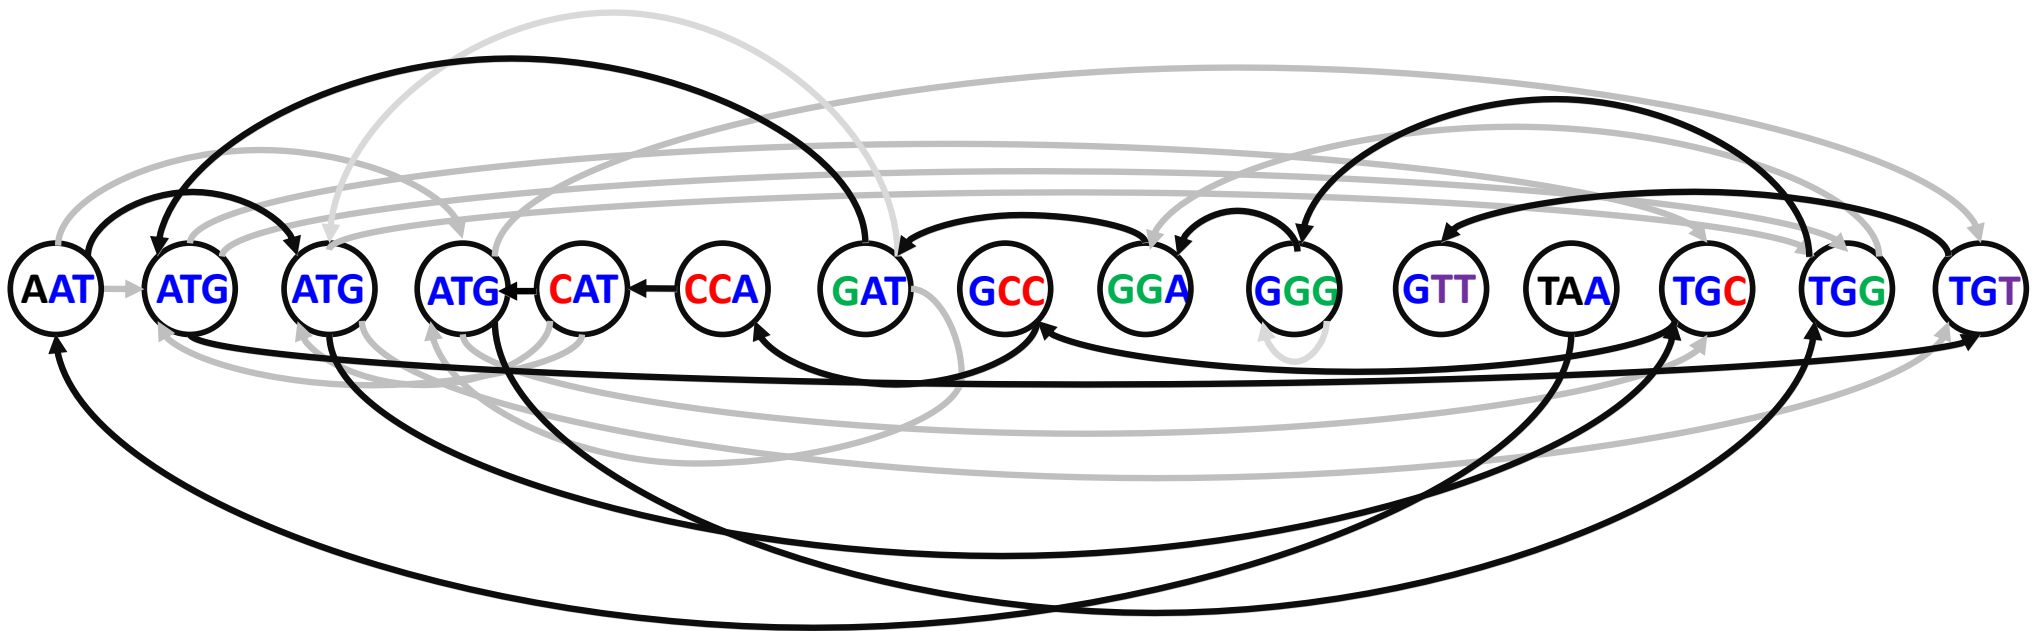 AAT ATG ATG ATG CAT CCA GAT GCC GGA GGG GTT TAA TGC TGG TGT